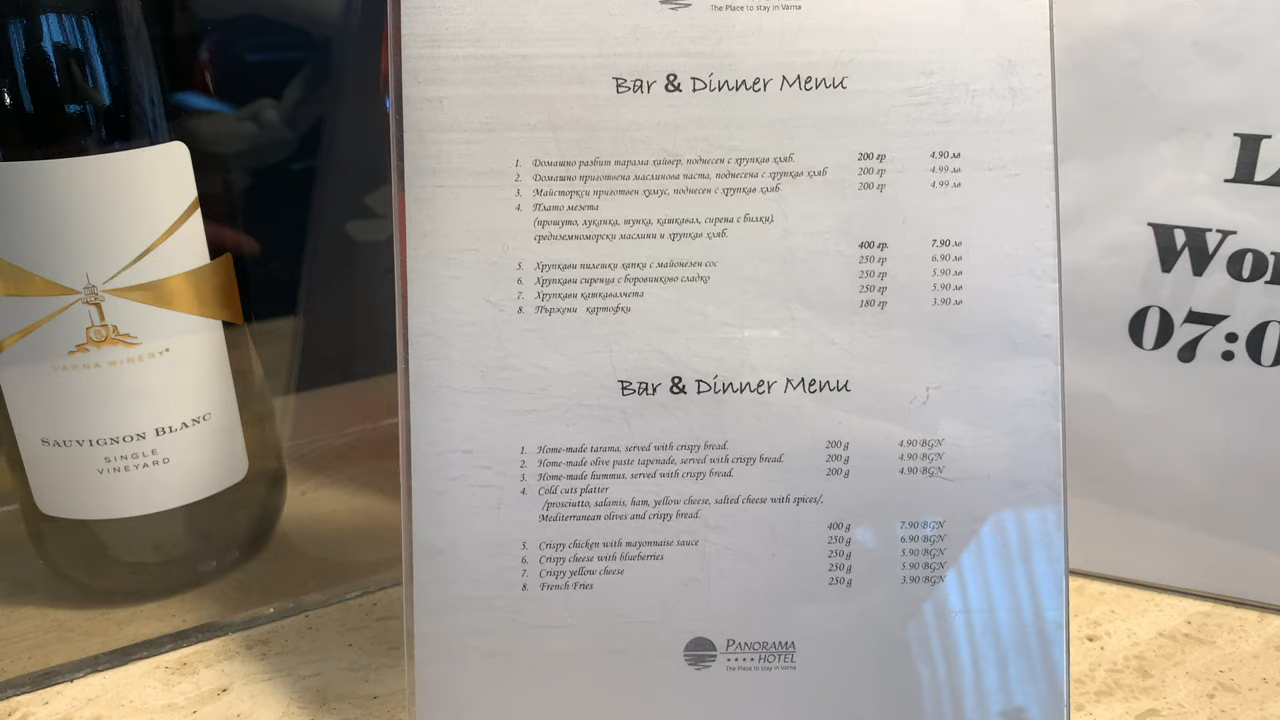 The Place to stay in Varna
Bar & Dinner Menu
1. Домашно разбит тарама хайвер, поднесен с хрупкав хляб. 200 гр 4.90 лв
2. Домашно приготвена маслинова паста, поднесена с хрупкав хляб 200 гр 4.99 лв
3. Майсторкси приготвен хумус, поднесен с хрупкав хляб 200 гр 4.99 лв
4. Плато мезета
(прошуто, луканка, шунка, кашкавал, сирена с билки),
средиземноморски маслини и хрупкав хляб.
400 гр. 7.90 лв
5. Хрупкави пилешки хапки с майонезен сос 250 гр 6.90 лв
6. Хрупкави сиренца с боровинково сладко 250 гр 5.90 лв
7. Хрупкави кашкавалчета 250 гр 5.90 лв
8. Пържени картофки 180 гр 3.90 лв
Bar & Dinner Menu
1. Home-made tarama, served with crispy bread. 200 g 4.90 BGN
2. Home-made olive paste tapenade, served with crispy bread. 200 g 4.90 BGN
3. Home-made hummus, served with crispy bread. 200 g 4.90 BGN
4. Cold cuts platter
/prosciutto, salamis, ham, yellow cheese, salted cheese with spices/,
Mediterranean olives and crispy bread.
400 g 7.90 BGN
5. Crispy chicken with mayonnaise sauce 250 g 6.90 BGN
6. Crispy cheese with blueberries 250 g 5.90 BGN
7. Crispy yellow cheese 250 g 5.90 BGN
8. French Fries 250 g 3.90 BGN
PANORAMA
HOTEL
The Place to stay in Varna
VARNA WINERY®
SAUVIGNON BLANC
SINGLE
VINEYARD